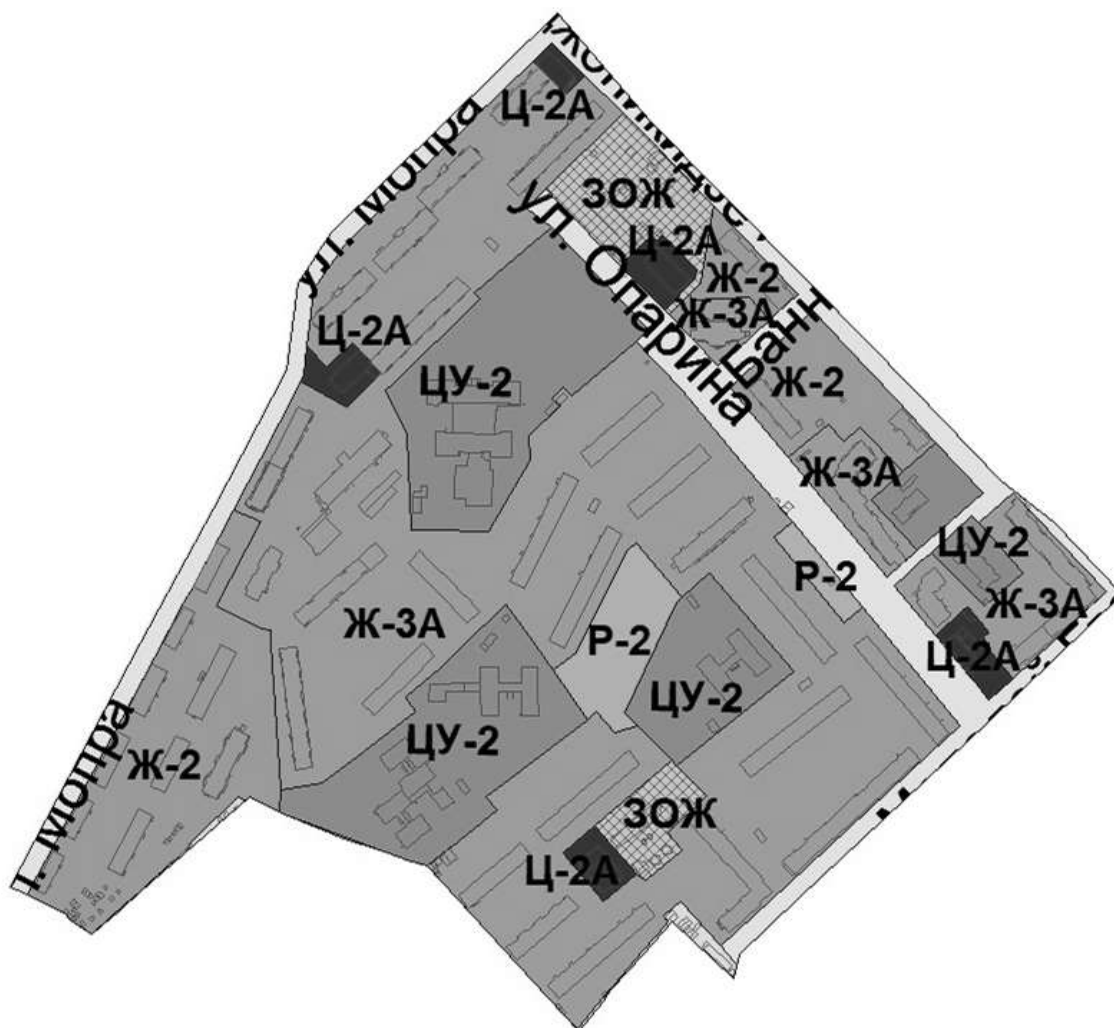 Ц-2А
ул. Мопра
ЗОЖ
ул. Опарина
Ц-2А
Ж-2
Ж-3А
Ц-2А
ЦУ-2
Ж-2
Ж-3А
ЦУ-2
Р-2
Ж-3А
Ж-3А
Р-2
Ц-2А
ЦУ-2
ЦУ-2
Мопра
Ж-2
ЗОЖ
Ц-2А